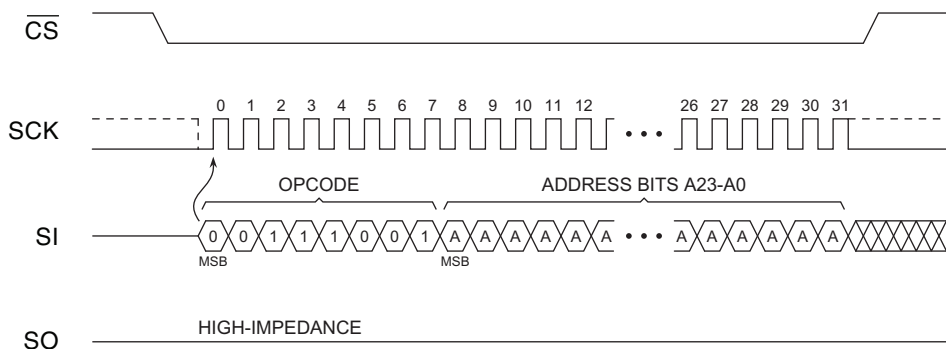 CS
0 1 2 3 4 5 6 7 8 9 10 11 12 26 27 28 29 30 31
SCK
OPCODE ADDRESS BITS A23-A0
SI 0 0 1 1 1 0 0 1 A A A A A A A A A A A A
MSB MSB
HIGH-IMPEDANCE
SO